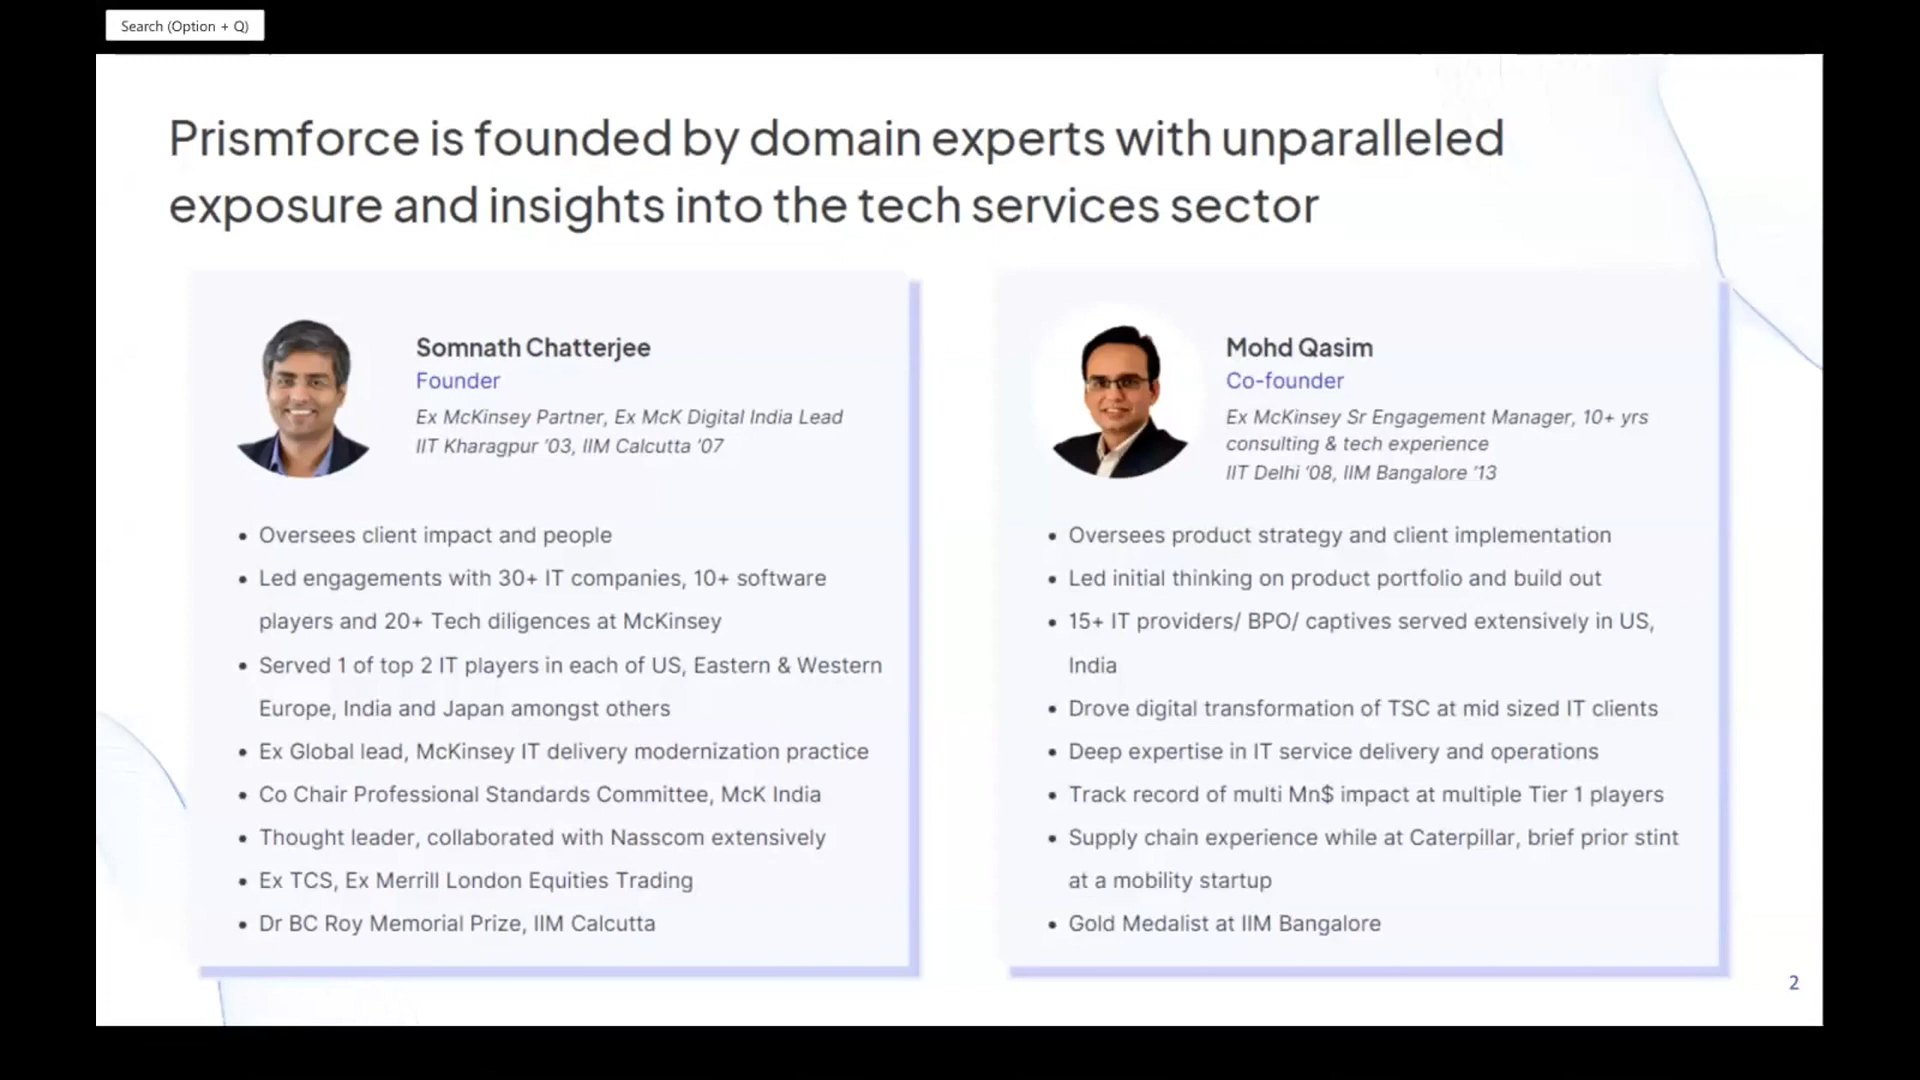 Search (Option + Q)
Prismforce is founded by domain experts with unparalleled
exposure and insights into the tech services sector
Somnath Chatterjee
Founder
Ex McKinsey Partner, Ex McK Digital India Lead
IIT Kharagpur '03, IIM Calcutta '07
• Oversees client impact and people
• Led engagements with 30+ IT companies, 10+ software
players and 20+ Tech diligences at McKinsey
• Served 1 of top 2 IT players in each of US, Eastern & Western
Europe, India and Japan amongst others
• Ex Global lead, McKinsey IT delivery modernization practice
• Co Chair Professional Standards Committee, McK India
• Thought leader, collaborated with Nasscom extensively
• Ex TCS, Ex Merrill London Equities Trading
• Dr BC Roy Memorial Prize, IIM Calcutta
Mohd Qasim
Co-founder
Ex McKinsey Sr Engagement Manager, 10+ yrs
consulting & tech experience
IIT Delhi '08, IIM Bangalore '13
• Oversees product strategy and client implementation
• Led initial thinking on product portfolio and build out
• 15+ IT providers/ BPO/ captives served extensively in US,
India
• Drove digital transformation of TSC at mid sized IT clients
• Deep expertise in IT service delivery and operations
• Track record of multi Mn$ impact at multiple Tier 1 players
• Supply chain experience while at Caterpillar, brief prior stint
at a mobility startup
• Gold Medalist at IIM Bangalore
2